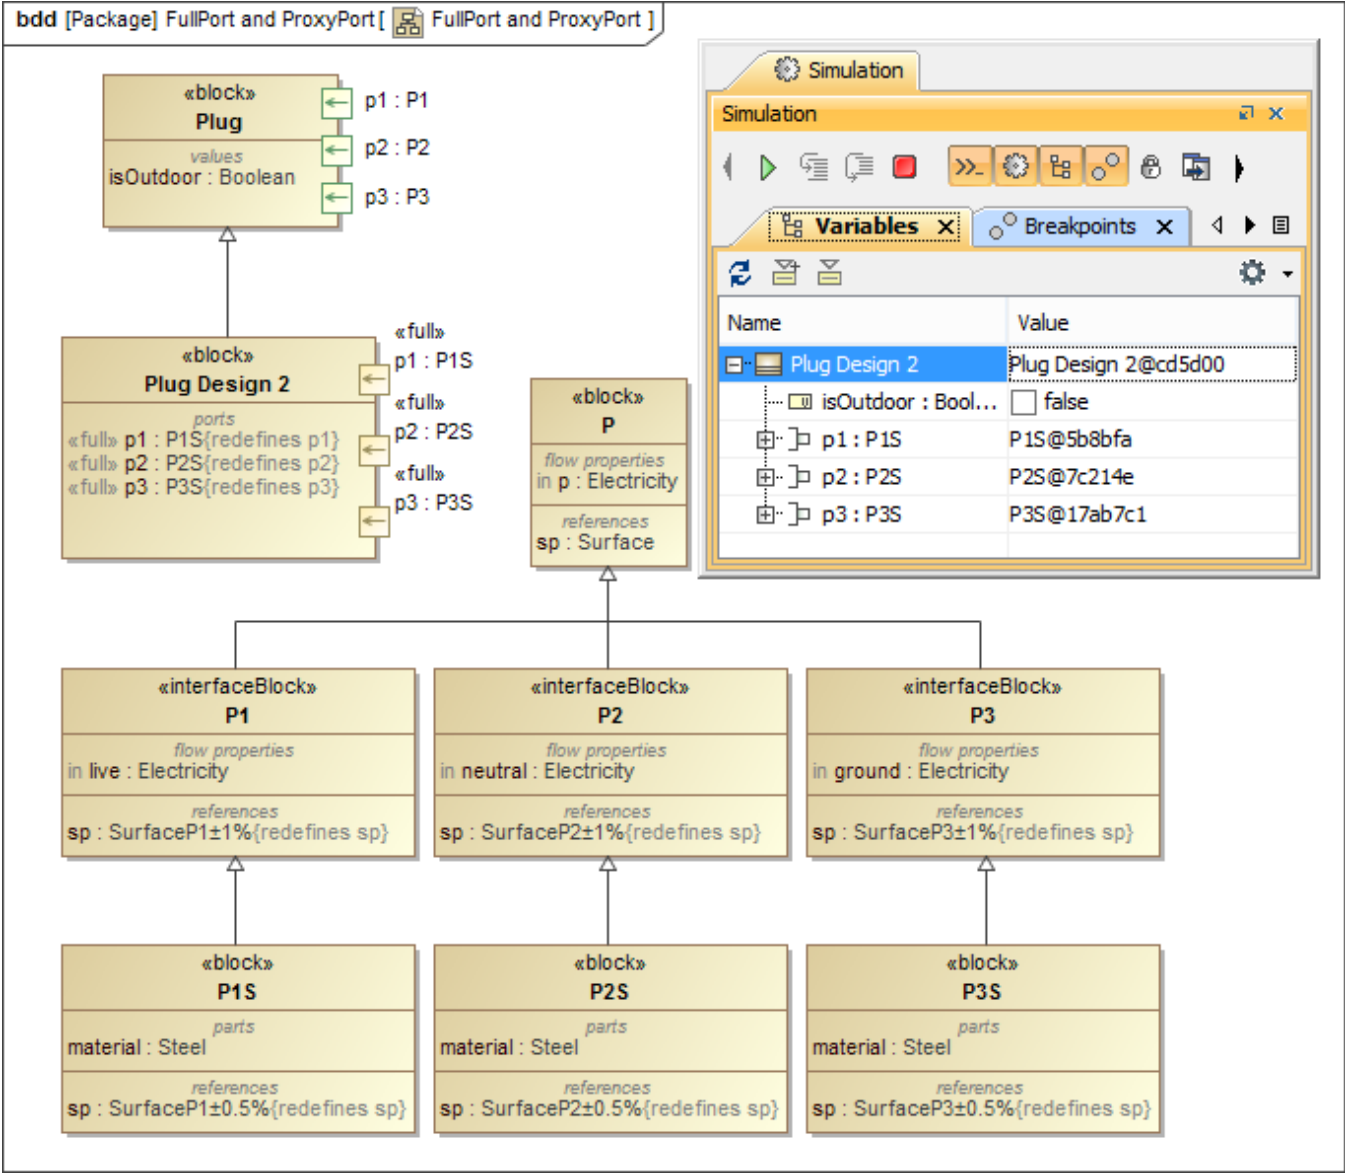 bdd [Package] FullPort and ProxyPort[ FullPort and ProxyPort ]
«block»
Plug
values
isOutdoor : Boolean
p1 : P1
p2 : P2
p3 : P3
«block»
Plug Design 2
ports
«full» p1 : P1S{redefines p1}
«full» p2 : P2S{redefines p2}
«full» p3 : P3S{redefines p3}
«full»
p1 : P1S
«full»
p2 : P2S
«full»
p3 : P3S
«block»
P
flow properties
in p : Electricity
references
sp : Surface
Simulation
Simulation
Variables
Breakpoints
Name Value
Plug Design 2 Plug Design 2@cd5d00
isOutdoor : Bool... false
p1 : P1S P1S@5b8bfa
p2 : P2S P2S@7c214e
p3 : P3S P3S@17ab7c1
«interfaceBlock»
P1
flow properties
in live : Electricity
references
sp : SurfaceP1±1%{redefines sp}
«interfaceBlock»
P2
flow properties
in neutral : Electricity
references
sp : SurfaceP2±1%{redefines sp}
«interfaceBlock»
P3
flow properties
in ground : Electricity
references
sp : SurfaceP3±1%{redefines sp}
«block»
P1S
parts
material : Steel
references
sp : SurfaceP1±0.5%{redefines sp}
«block»
P2S
parts
material : Steel
references
sp : SurfaceP2±0.5%{redefines sp}
«block»
P3S
parts
material : Steel
references
sp : SurfaceP3±0.5%{redefines sp}